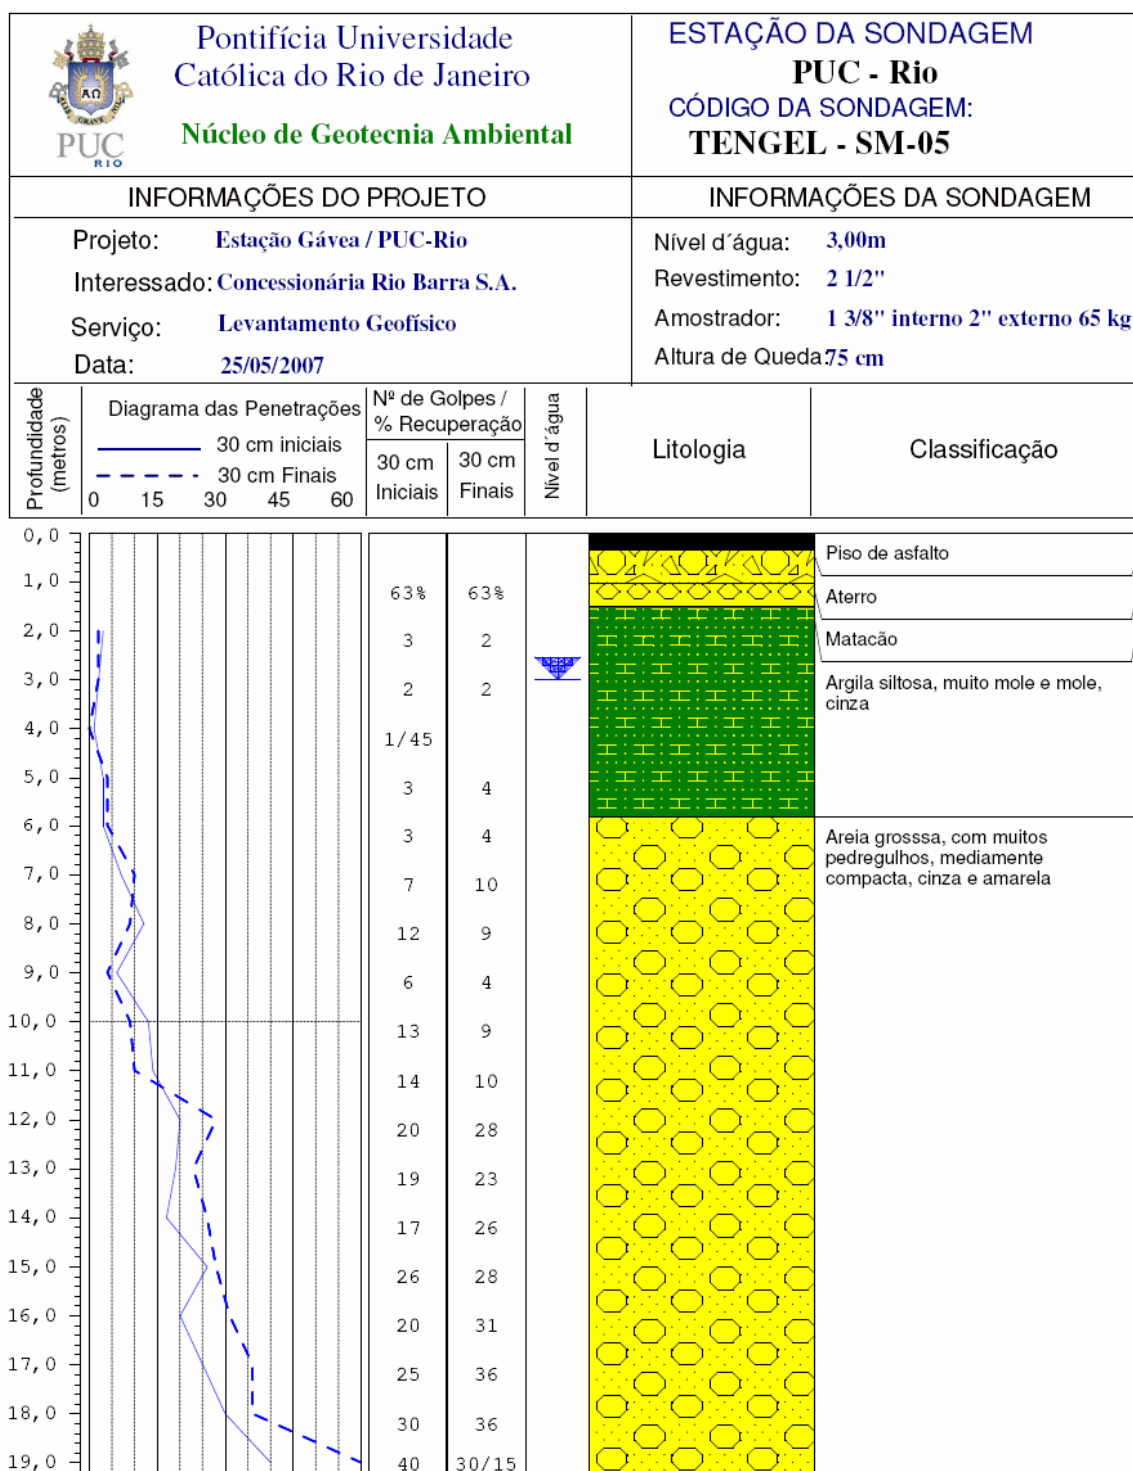 Pontifícia Universidade
Católica do Rio de Janeiro
Núcleo de Geotecnia Ambiental
ΑΩ
ALIS GRAVE NIL
PUC
RIO
ESTAÇÃO DA SONDAGEM
PUC - Rio
CÓDIGO DA SONDAGEM:
TENGEL - SM-05
INFORMAÇÕES DO PROJETO
Projeto: Estação Gávea / PUC-Rio
Interessado: Concessionária Rio Barra S.A.
Serviço: Levantamento Geofísico
Data: 25/05/2007
INFORMAÇÕES DA SONDAGEM
Nível d´água: 3,00m
Revestimento: 2 1/2"
Amostrador: 1 3/8" interno 2" externo 65 kg
Altura de Queda: 75 cm
Profundidade
(metros)
Diagrama das Penetrações
30 cm iniciais
30 cm Finais
0 15 30 45 60
Nº de Golpes /
% Recuperação
30 cm
Iniciais
30 cm
Finais
Nível d´água
Litologia
Classificação
0,0
1,0
63% 63%
2,0
3 2
3,0
2 2
4,0
1/45
5,0
3 4
6,0
3 4
7,0
7 10
8,0
12 9
9,0
6 4
10,0
13 9
11,0
14 10
12,0
20 28
13,0
19 23
14,0
17 26
15,0
26 28
16,0
20 31
17,0
25 36
18,0
30 36
19,0
40 30/15
Piso de asfalto
Aterro
Matacão
Argila siltosa, muito mole e mole,
cinza
Areia grosssa, com muitos
pedregulhos, mediamente
compacta, cinza e amarela